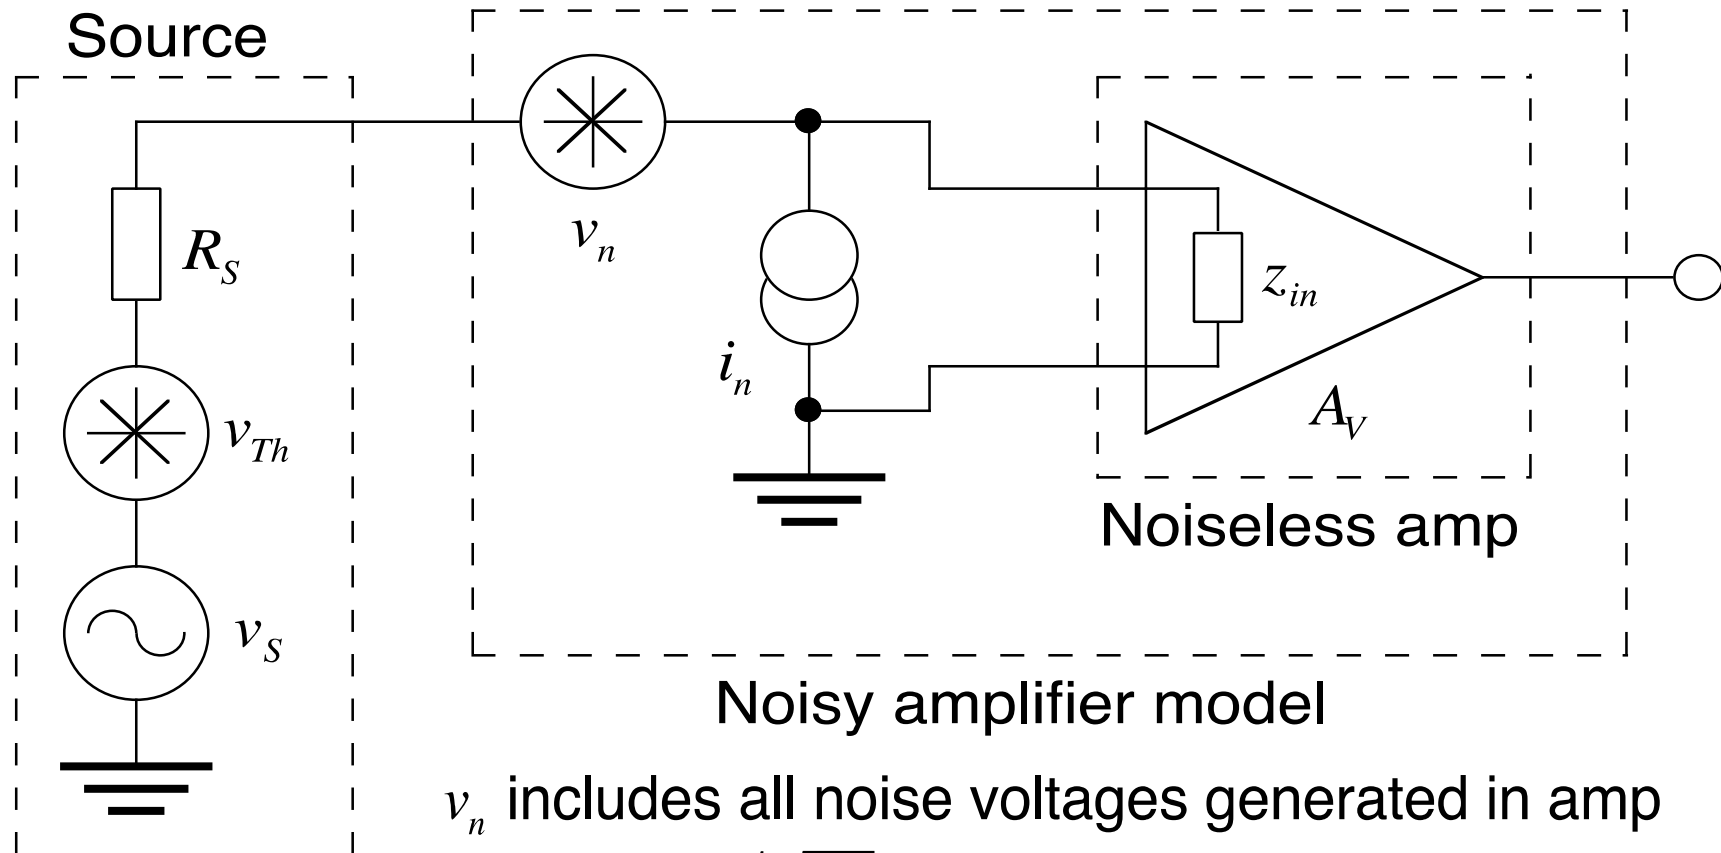 Source
v_n
R_S
z_in
i_n
v_Th
A_V
Noiseless amp
v_S
Noisy amplifier model
v_n includes all noise voltages generated in amp